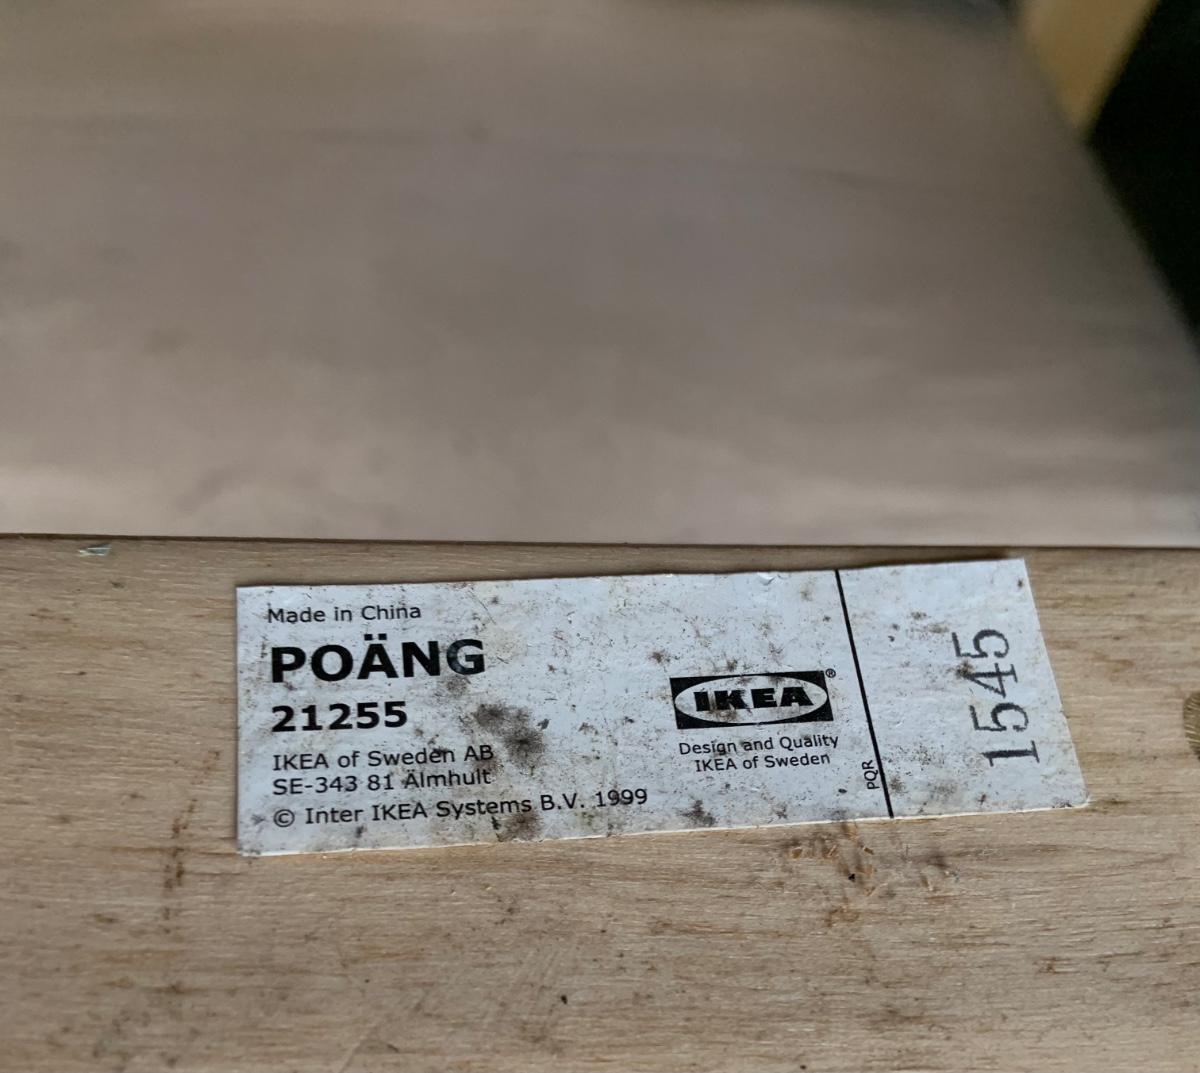 Made in China
POÄNG
21255
IKEA of Sweden AB
SE-343 81 Älmhult
© Inter IKEA Systems B.V. 1999
IKEA®
Design and Quality
IKEA of Sweden
PQR
1545